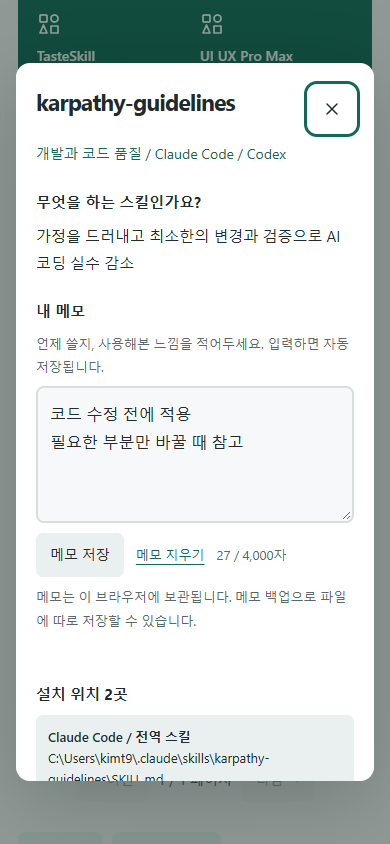 TasteSkill
UI UX Pro Max
karpathy-guidelines
개발과 코드 품질 / Claude Code / Codex
무엇을 하는 스킬인가요?
가정을 드러내고 최소한의 변경과 검증으로 AI
코딩 실수 감소
내 메모
언제 쓸지, 사용해본 느낌을 적어두세요. 입력하면 자동
저장됩니다.
코드 수정 전에 적용
필요한 부분만 바꿀 때 참고
메모 저장 메모 지우기 27 / 4,000자
메모는 이 브라우저에 보관됩니다. 메모 백업으로 파일
에 따로 저장할 수 있습니다.
설치 위치 2곳
Claude Code / 전역 스킬
C:\Users\kimt9\.claude\skills\karpathy-
guidelines\SKILL.md